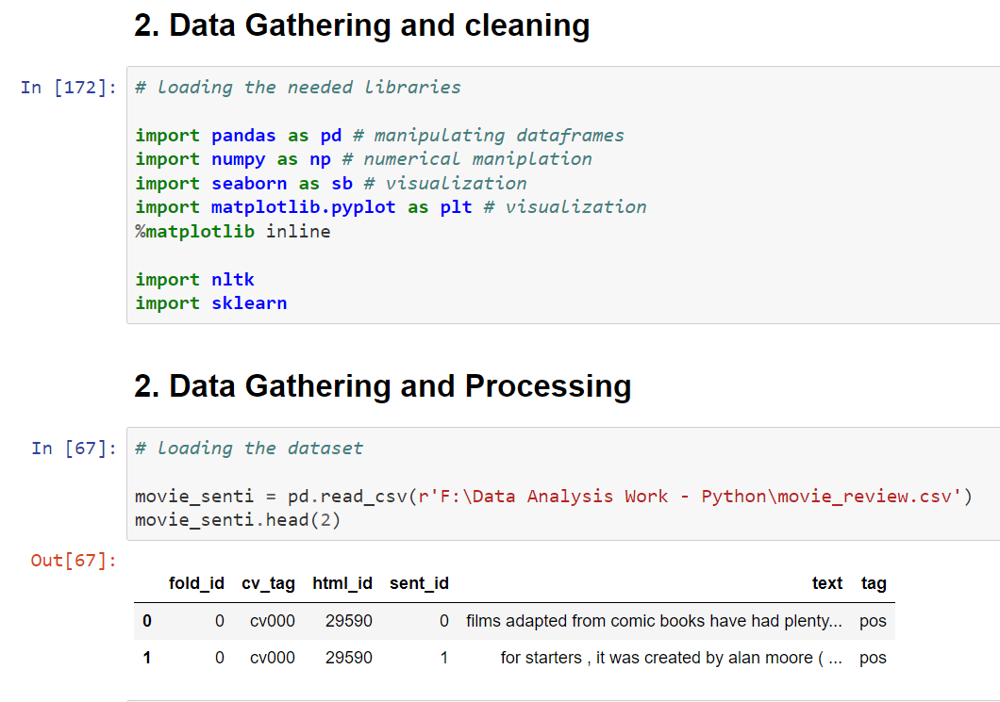 2. Data Gathering and cleaning
In [172]: # loading the needed libraries
import pandas as pd # manipulating dataframes
import numpy as np # numerical maniplation
import seaborn as sb # visualization
import matplotlib.pyplot as plt # visualization
%matplotlib inline
import nltk
import sklearn
2. Data Gathering and Processing
In [67]: # loading the dataset
movie_senti = pd.read_csv(r'F:\Data Analysis Work - Python\movie_review.csv')
movie_senti.head(2)
Out[67]:
fold_id cv_tag html_id sent_id text tag
0 0 cv000 29590 0 films adapted from comic books have had plenty... pos
1 0 cv000 29590 1 for starters , it was created by alan moore ( ... pos